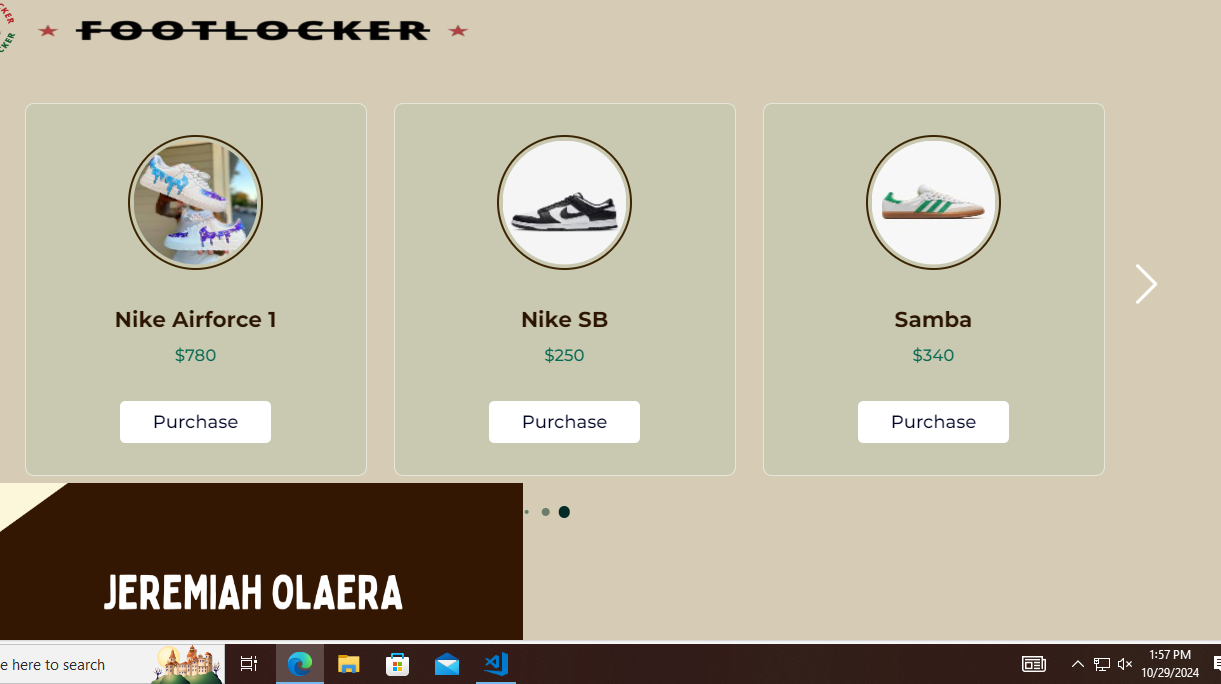 FOOTLOCKER
Nike Airforce 1
Nike SB
Samba
$780
$250
$340
Purchase
Purchase
Purchase
JEREMIAH OLAERA
e here to search
1:57 PM
10/29/2024